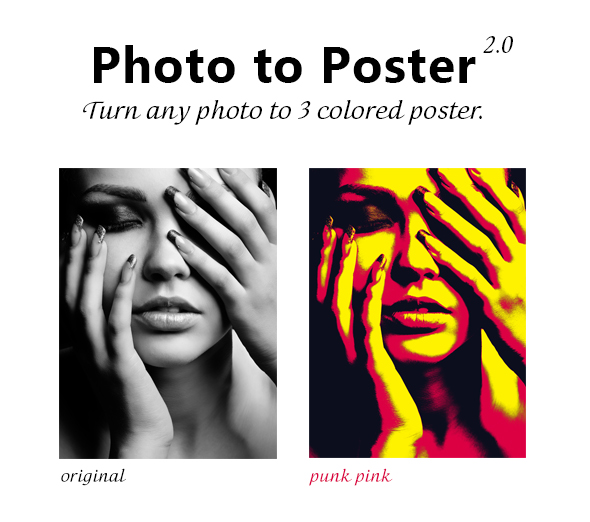 Photo to Poster 2.0
Turn any photo to 3 colored poster.
original
punk pink